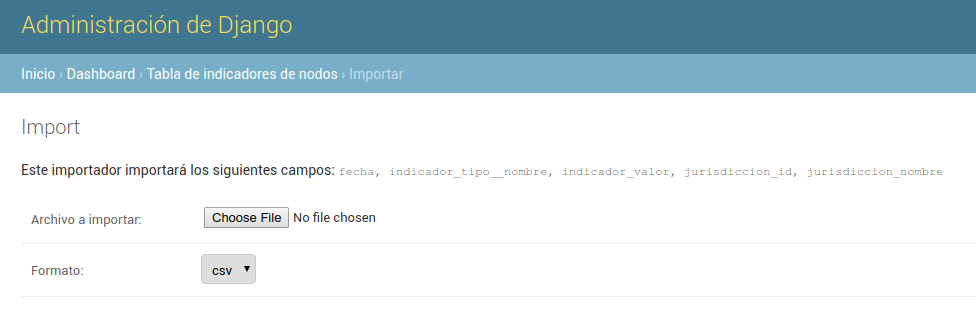 Administración de Django
Inicio › Dashboard › Tabla de indicadores de nodos › Importar
Import
Este importador importará los siguientes campos: fecha, indicador_tipo__nombre, indicador_valor, jurisdiccion_id, jurisdiccion_nombre
Archivo a importar: Choose File No file chosen
Formato: csv